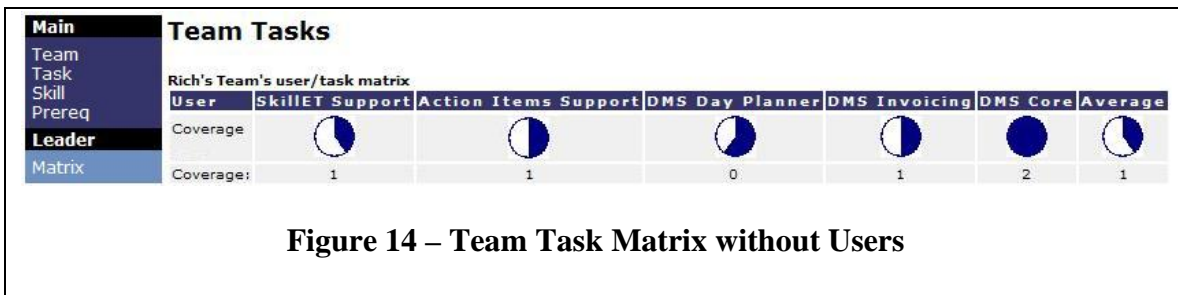 Main
Team
Task
Skill
Prereq
Leader
Matrix
Team Tasks
Rich's Team's user/task matrix
User SkillET Support Action Items Support DMS Day Planner DMS Invoicing DMS Core Average
Coverage
Coverage: 1 1 0 1 2 1
Figure 14 – Team Task Matrix without Users